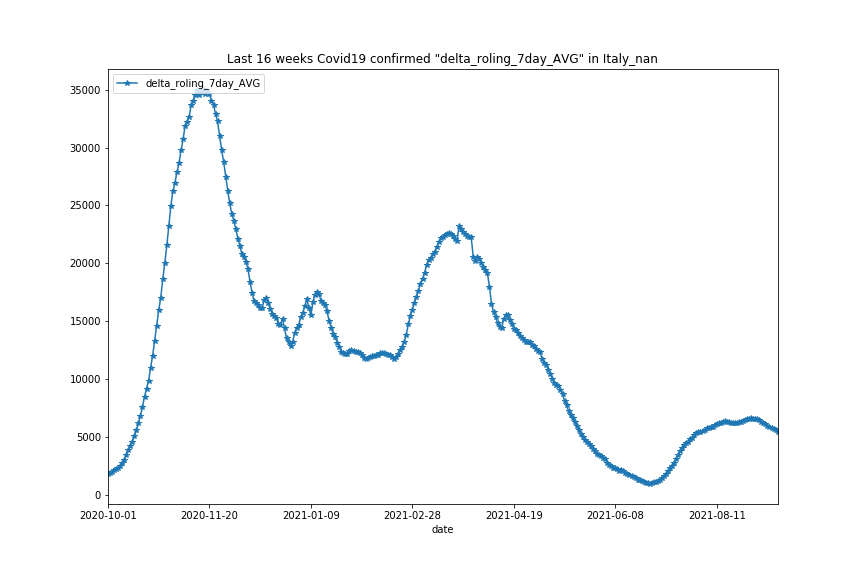 Last 16 weeks Covid19 confirmed "delta_roling_7day_AVG" in Italy_nan
delta_roling_7day_AVG
35000
30000
25000
20000
15000
10000
5000
0
2020-10-01 2020-11-20 2021-01-09 2021-02-28 2021-04-19 2021-06-08 2021-08-11
date